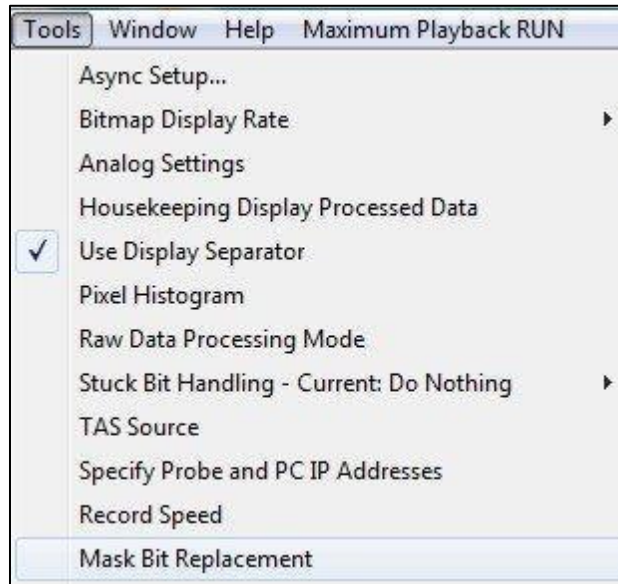 Tools Window Help Maximum Playback RUN
Async Setup...
Bitmap Display Rate
Analog Settings
Housekeeping Display Processed Data
Use Display Separator
Pixel Histogram
Raw Data Processing Mode
Stuck Bit Handling - Current: Do Nothing
TAS Source
Specify Probe and PC IP Addresses
Record Speed
Mask Bit Replacement